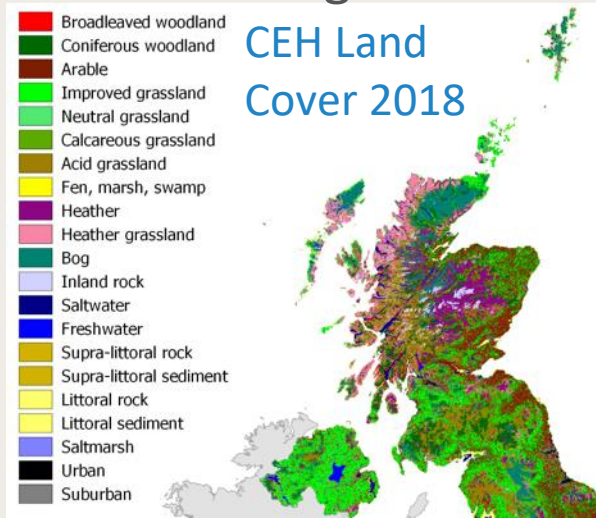 CEH Land
Cover 2018
Broadleaved woodland
Coniferous woodland
Arable
Improved grassland
Neutral grassland
Calcareous grassland
Acid grassland
Fen, marsh, swamp
Heather
Heather grassland
Bog
Inland rock
Saltwater
Freshwater
Supra-littoral rock
Supra-littoral sediment
Littoral rock
Littoral sediment
Saltmarsh
Urban
Suburban